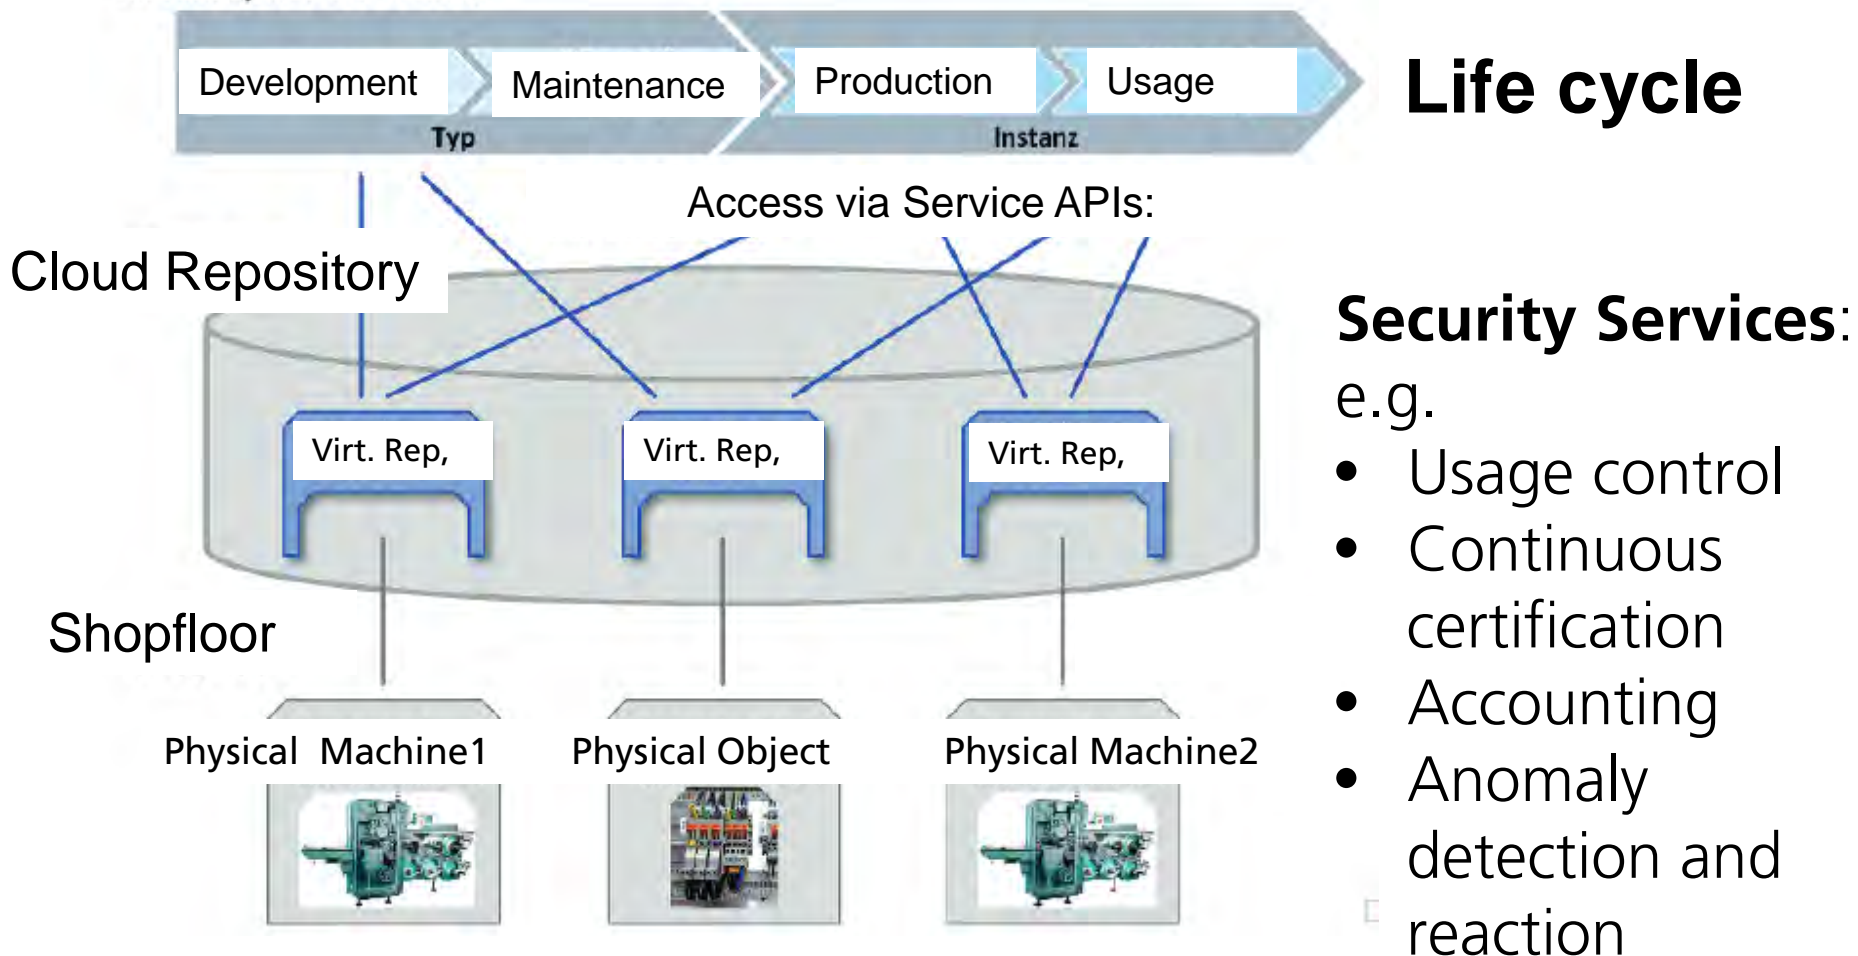 Development
Maintenance
Production
Usage
Life cycle
Typ
Instanz
Access via Service APIs:
Cloud Repository
Security Services:
e.g.
• Usage control
• Continuous
certification
• Accounting
• Anomaly
detection and
reaction
Virt. Rep,
Virt. Rep,
Virt. Rep,
Shopfloor
Physical Machine1
Physical Object
Physical Machine2